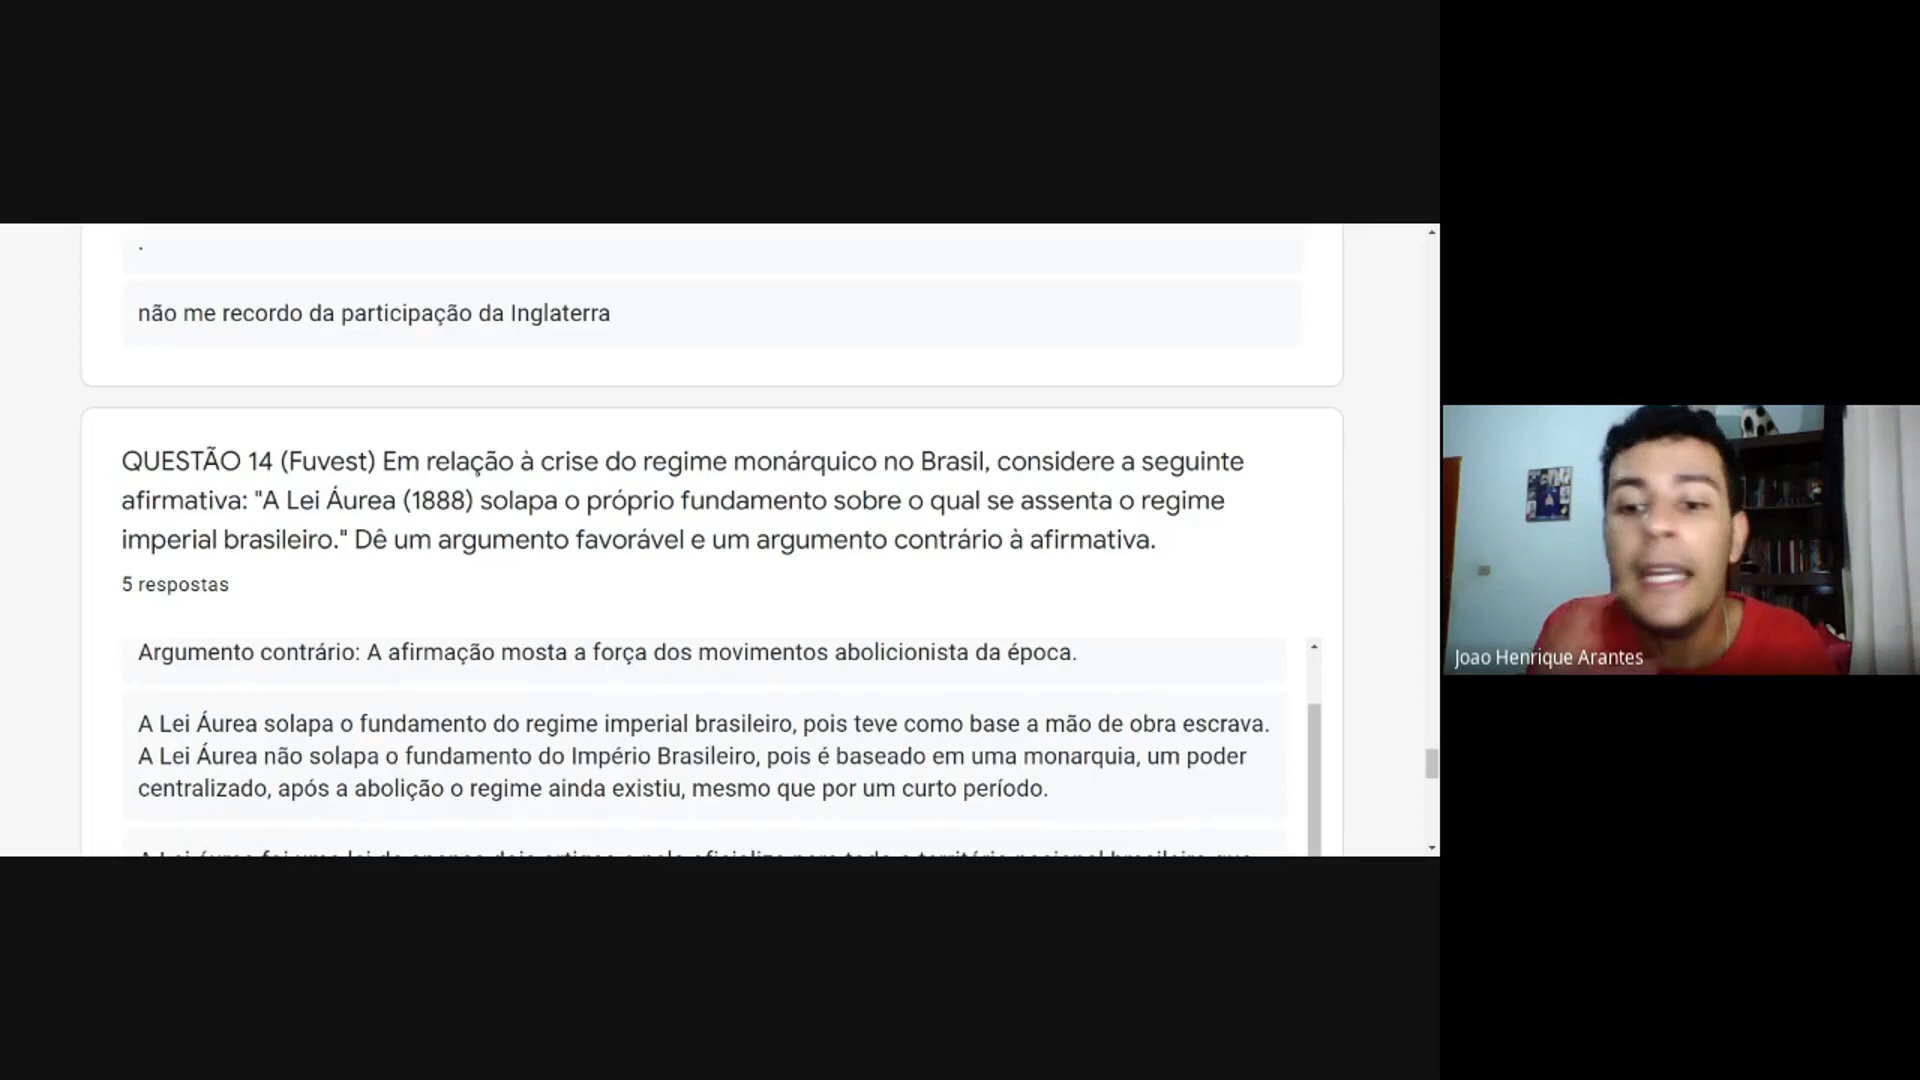 .
não me recordo da participação da Inglaterra
QUESTÃO 14 (Fuvest) Em relação à crise do regime monárquico no Brasil, considere a seguinte
afirmativa: "A Lei Áurea (1888) solapa o próprio fundamento sobre o qual se assenta o regime
imperial brasileiro." Dê um argumento favorável e um argumento contrário à afirmativa.
5 respostas
Argumento contrário: A afirmação mosta a força dos movimentos abolicionista da época.
A Lei Áurea solapa o fundamento do regime imperial brasileiro, pois teve como base a mão de obra escrava.
A Lei Áurea não solapa o fundamento do Império Brasileiro, pois é baseado em uma monarquia, um poder
centralizado, após a abolição o regime ainda existiu, mesmo que por um curto período.
Joao Henrique Arantes